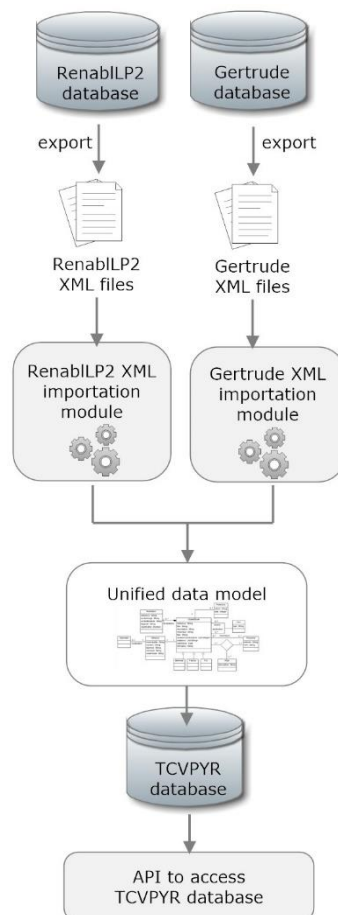 RenablLP2
database
Gertrude
database
export
export
RenablLP2
XML files
Gertrude
XML files
RenablLP2 XML
importation
module
Gertrude XML
importation
module
Unified data model
TCVPYR
database
API to access
TCVPYR database